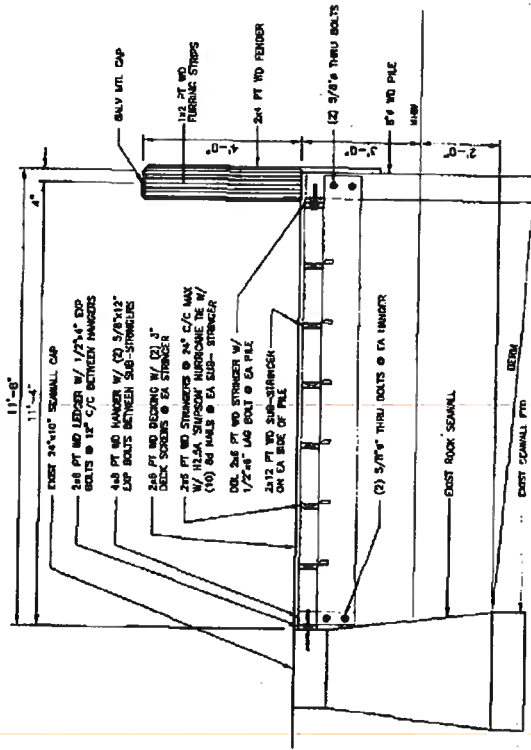 11'-8"
11'-4"
4"
EXIST 24"x10" SEAWALL CAP
2x8 PT WD LEDGER W/ 1/2"x4" EXP
BOLTS @ 12" C/C BETWEEN HANGERS
4x8 PT WD HANGER W/ (2) 5/8"x12"
EXP BOLTS BETWEEN SUB-STRINGERS
2x6 PT WD DECKING W/ (2) 3"
DECK SCREWS @ EA STRINGER
2x6 PT WD STRINGERS @ 24" C/C MAX
W/ H2.5A 'SIMPSON' HURRICANE TIE W/
(10) 8d NAILS @ EA SUB- STRINGER
DBL 2x6 PT WD STRINGER W/
1/2"x6" LAG BOLT @ EA PILE
2x12 PT WD SUB-STRINGER
ON EA SIDE OF PILE
(2) 5/8"ø THRU BOLTS @ EA HANGER
EXIST ROCK SEAWALL
BERM
EXIST SEAWALL FTG
GALV MTL CAP
1x2 PT WD
FURRING STRIPS
2x4 PT WD FENDER
(2) 5/8"ø THRU BOLTS
8"ø WD PILE
MHW
4'-0"
3'-0"
2'-0"